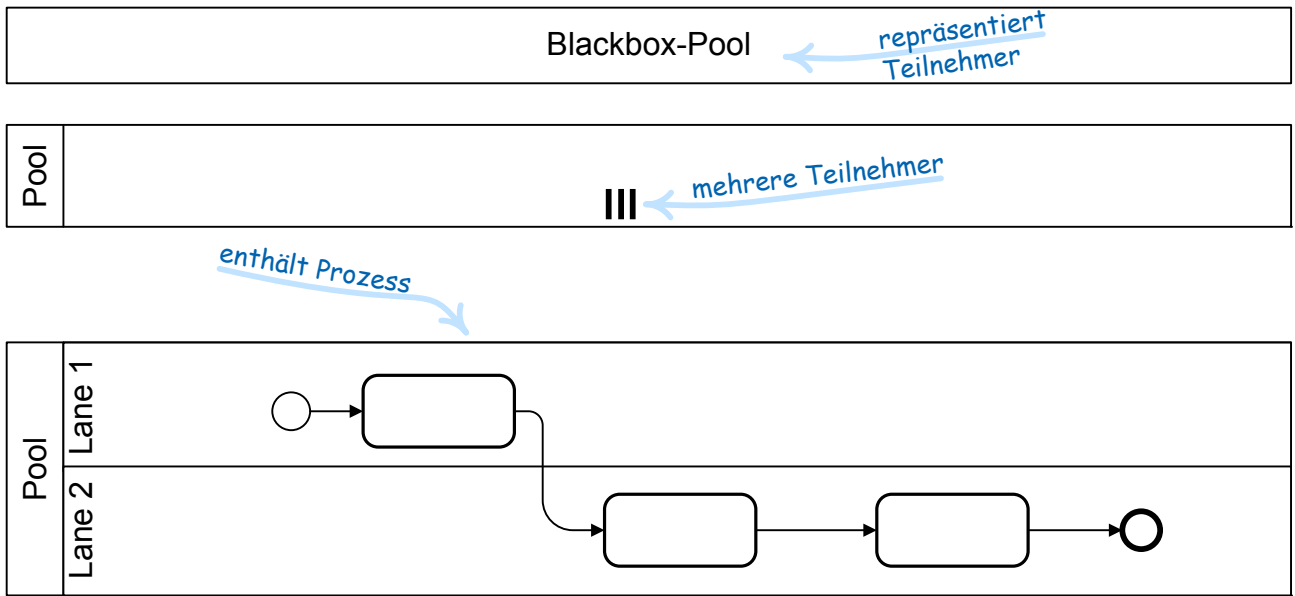 Blackbox-Pool
repräsentiert
Teilnehmer
Pool
mehrere Teilnehmer
enthält Prozess
Pool
Lane 1
Lane 2